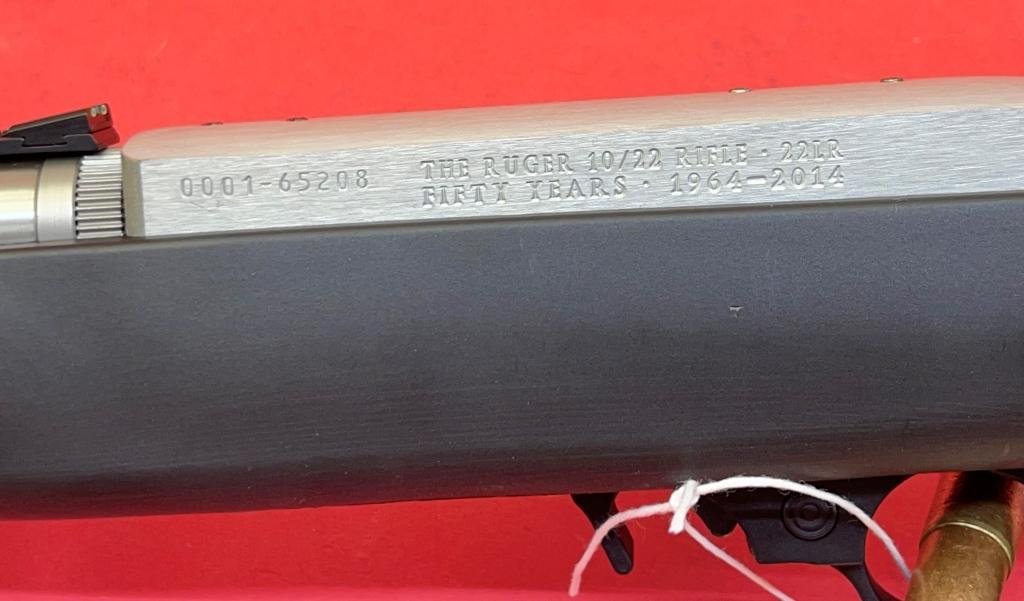 0001-65208
THE RUGER 10/22 RIFLE · 22LR
FIFTY YEARS · 1964-2014